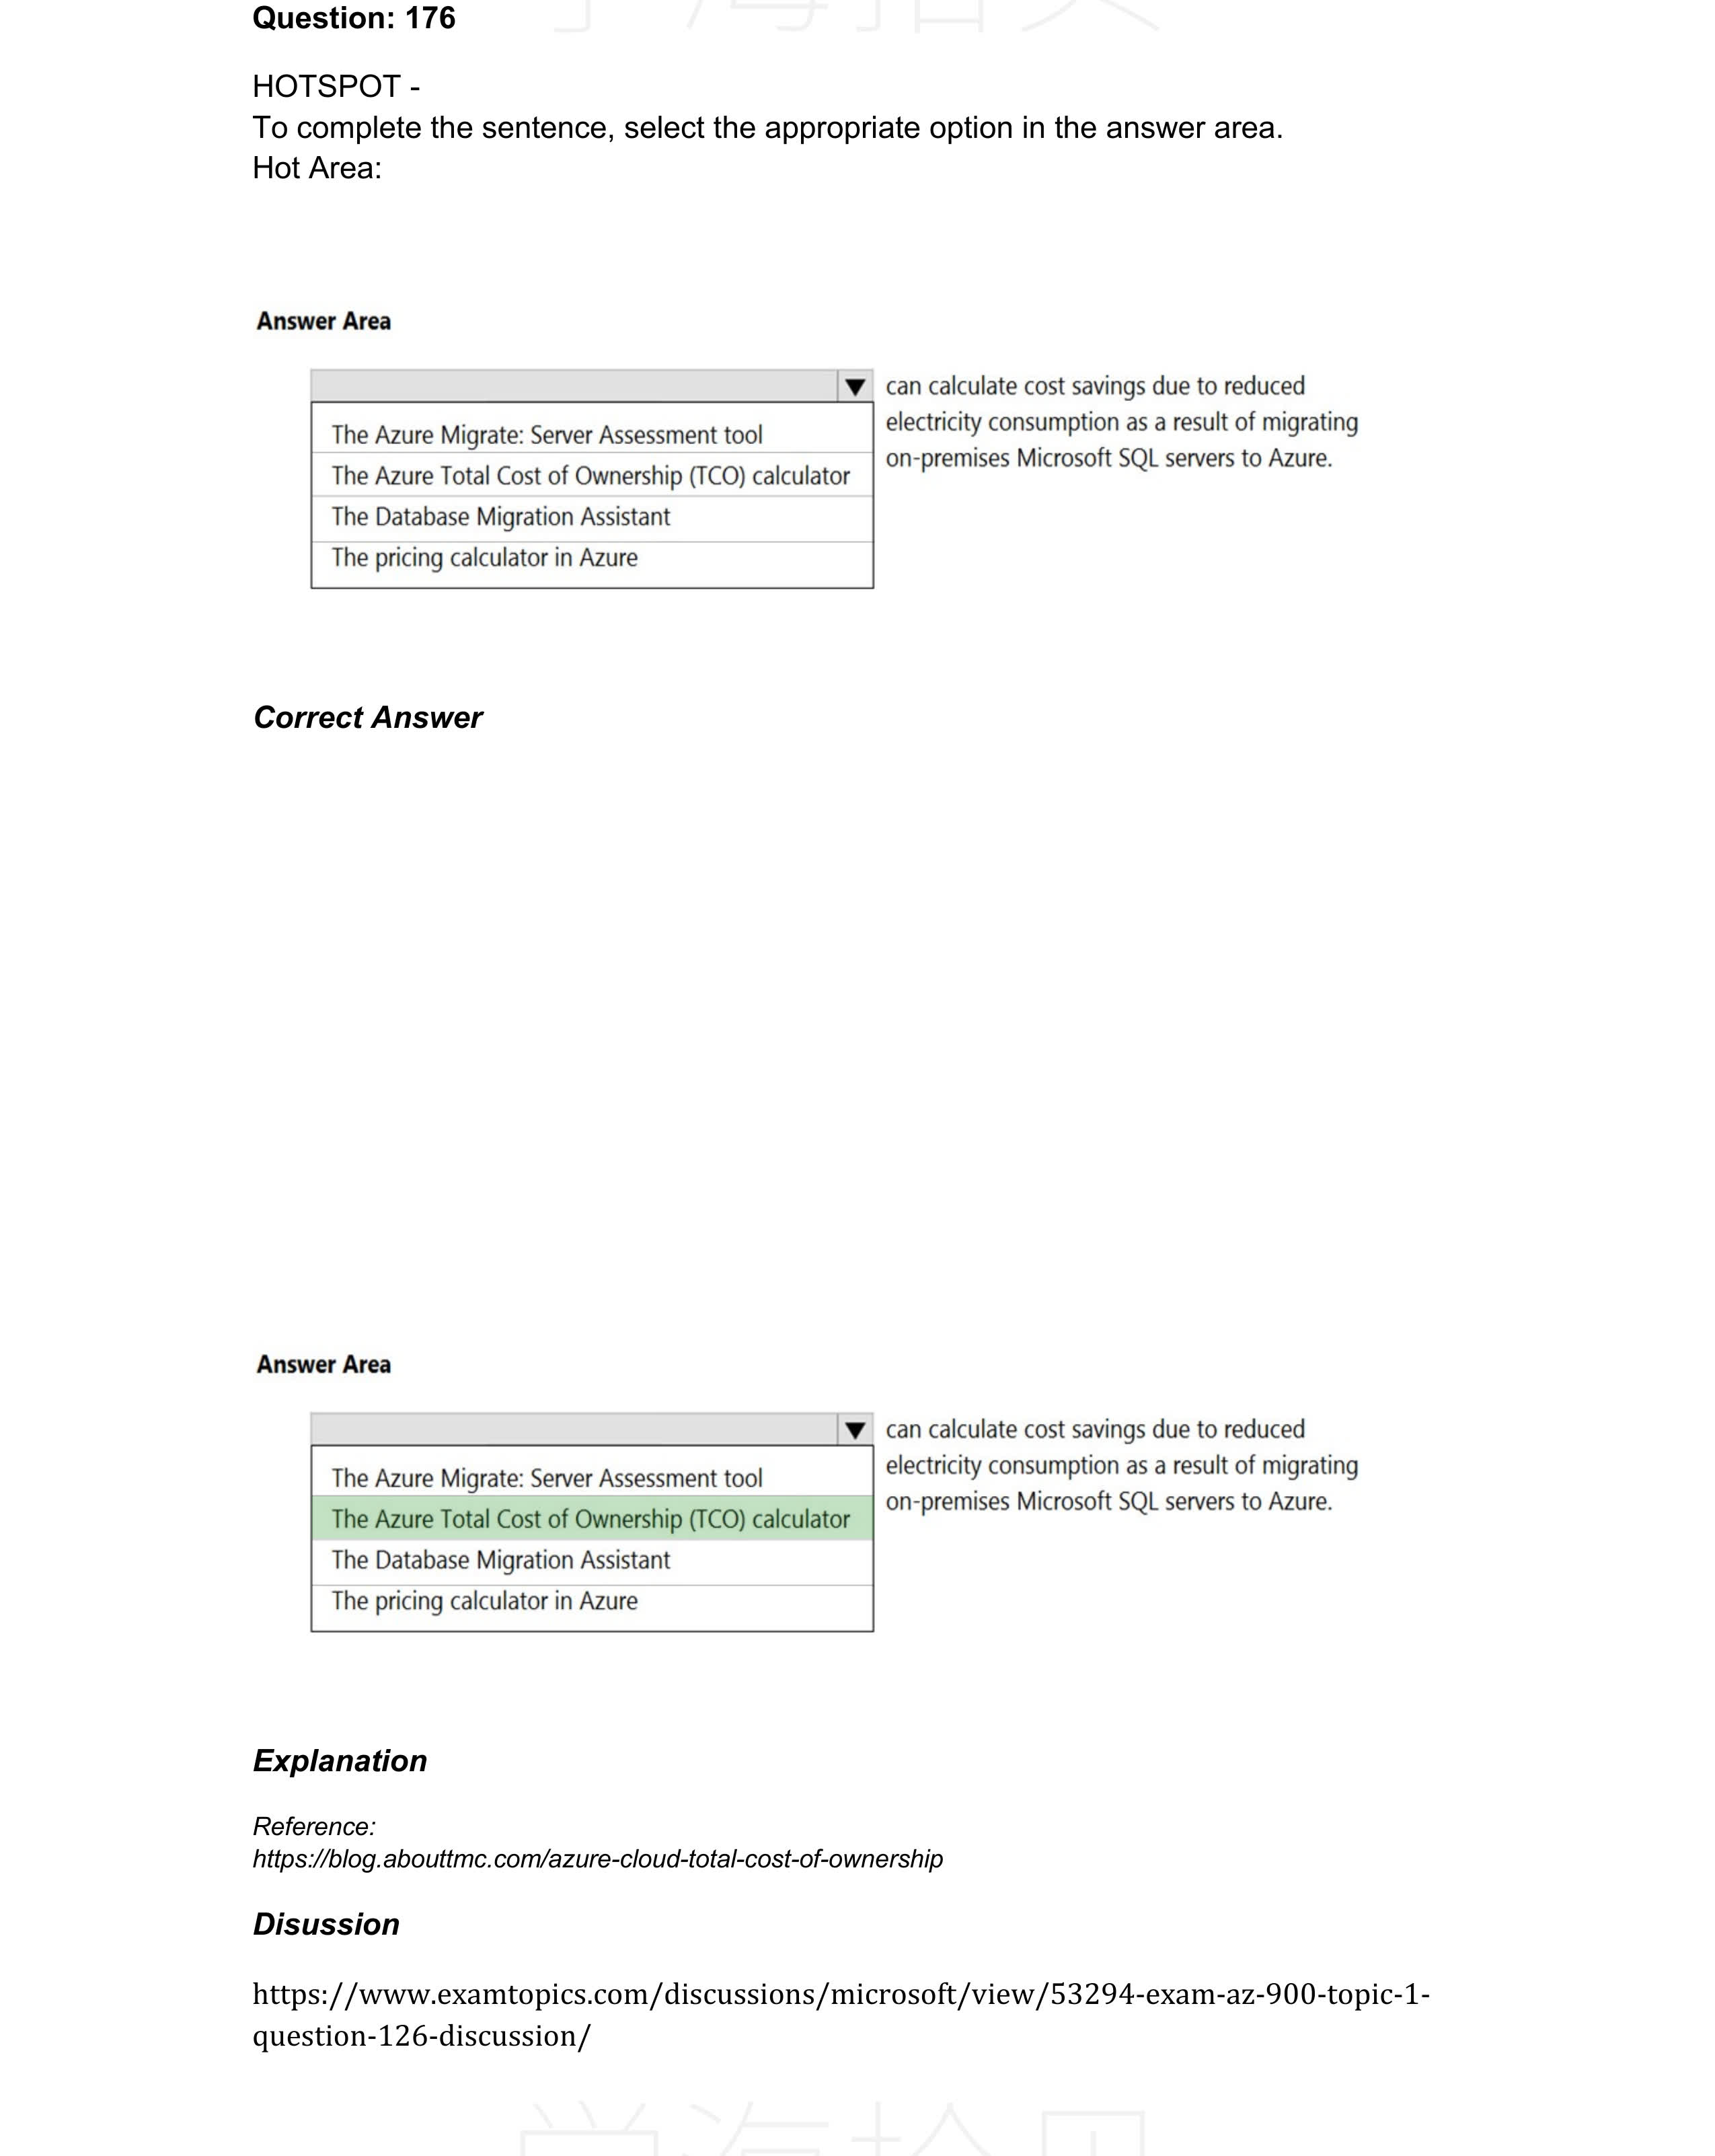 Question: 176
HOTSPOT -
To complete the sentence, select the appropriate option in the answer area.
Hot Area:
Answer Area
can calculate cost savings due to reduced
electricity consumption as a result of migrating
on-premises Microsoft SQL servers to Azure.
The Azure Migrate: Server Assessment tool
The Azure Total Cost of Ownership (TCO) calculator
The Database Migration Assistant
The pricing calculator in Azure
Correct Answer
Answer Area
can calculate cost savings due to reduced
electricity consumption as a result of migrating
on-premises Microsoft SQL servers to Azure.
The Azure Migrate: Server Assessment tool
The Azure Total Cost of Ownership (TCO) calculator
The Database Migration Assistant
The pricing calculator in Azure
Explanation
Reference:
https://blog.abouttmc.com/azure-cloud-total-cost-of-ownership
Disussion
https://www.examtopics.com/discussions/microsoft/view/53294-exam-az-900-topic-1-
question-126-discussion/